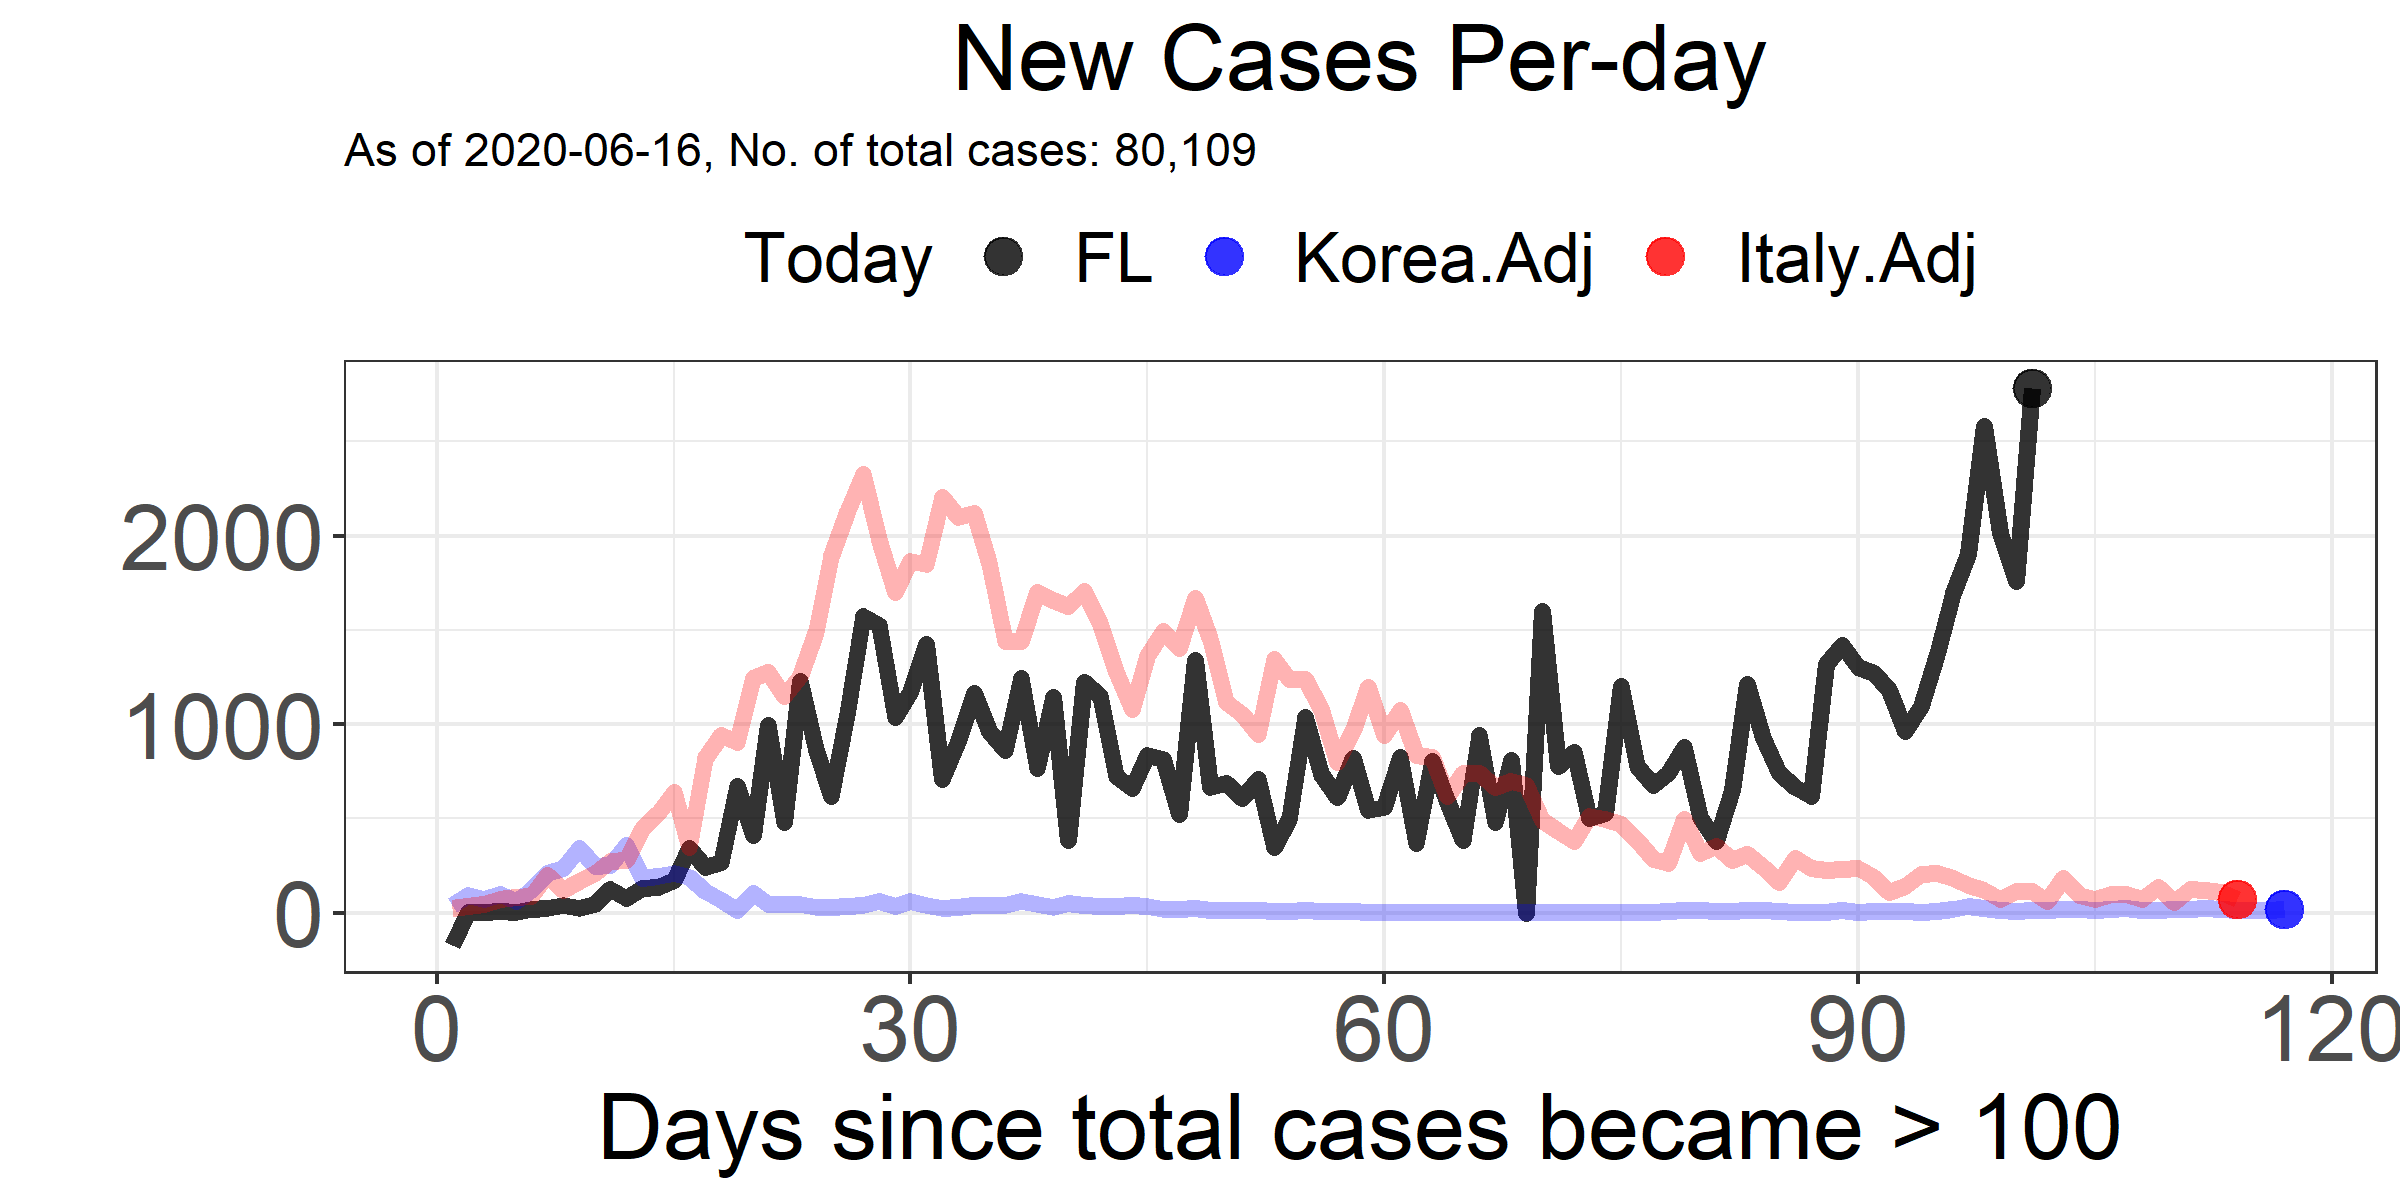 New Cases Per-day
As of 2020-06-16, No. of total cases: 80,109
Today FL Korea.Adj Italy.Adj
2000
1000
0
0 30 60 90 120
Days since total cases became > 100